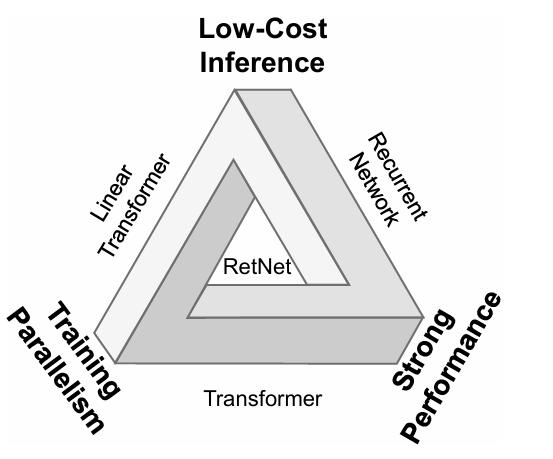 Low-Cost
Inference
Linear
Transformer
Recurrent
Network
RetNet
Training
Parallelism
Strong
Performance
Transformer